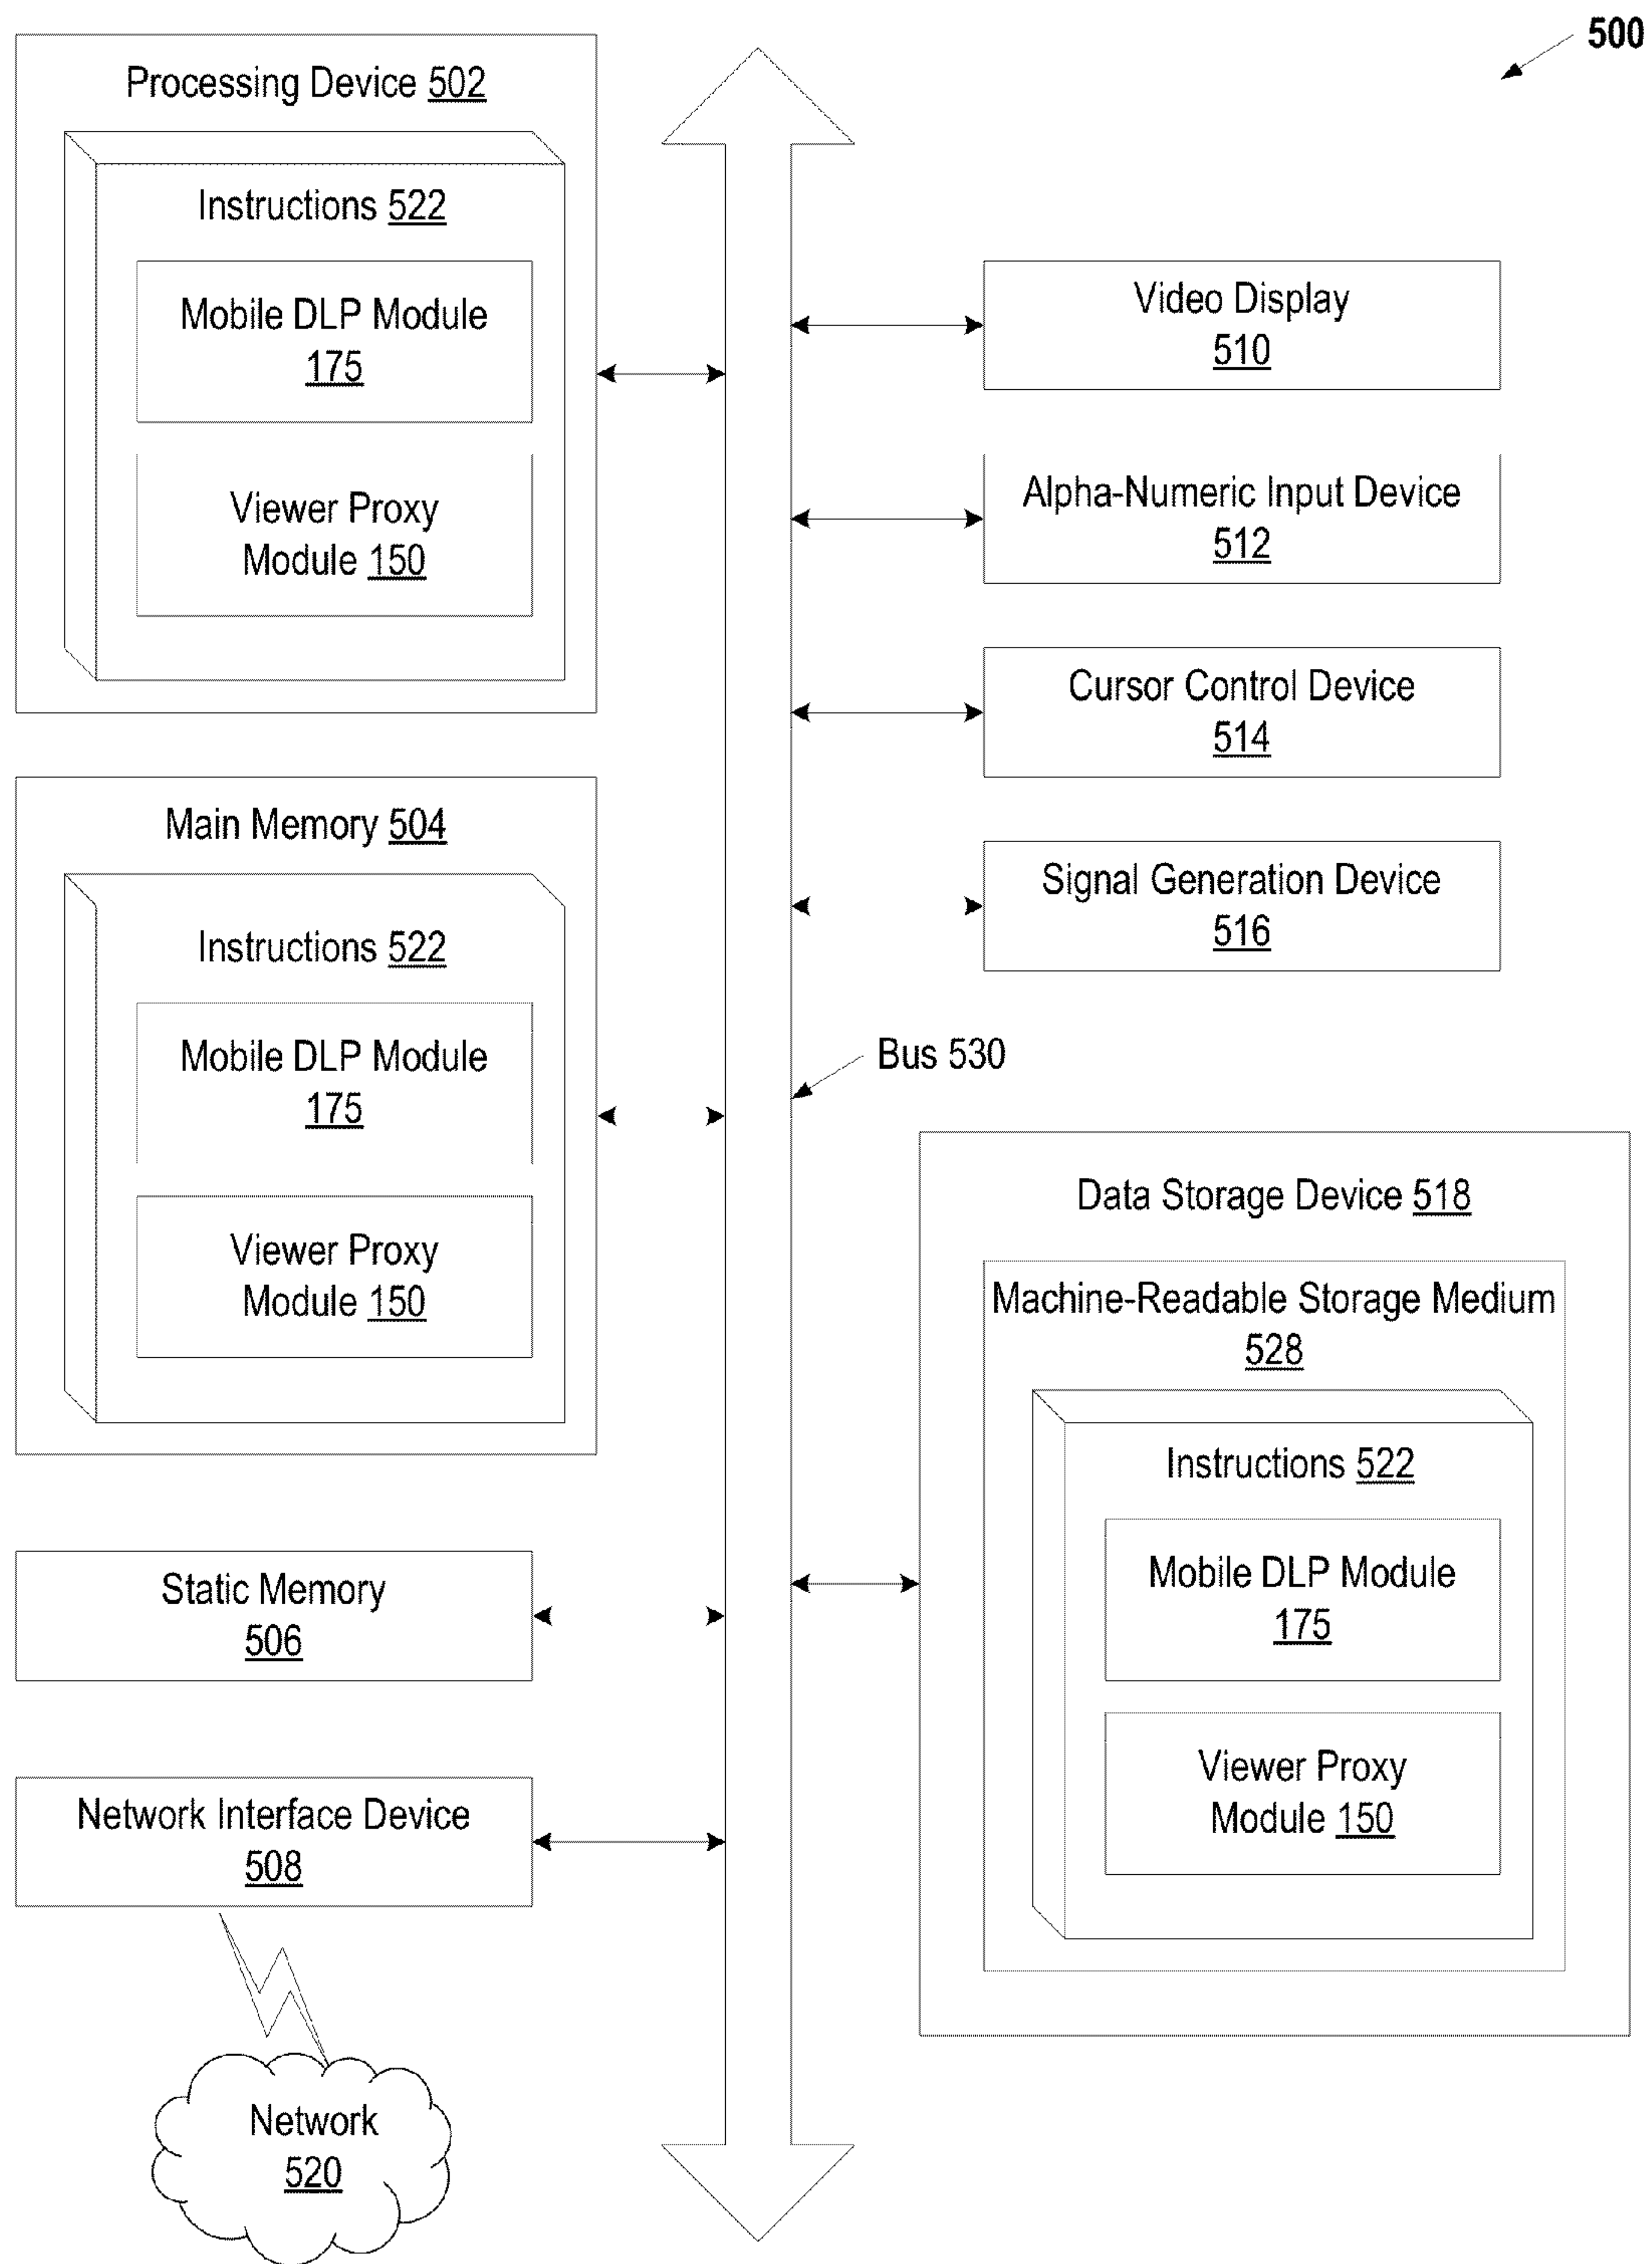 500
Processing Device 502
Instructions 522
Mobile DLP Module
175
Viewer Proxy
Module 150
Main Memory 504
Instructions 522
Mobile DLP Module
175
Viewer Proxy
Module 150
Static Memory
506
Network Interface Device
508
Network
520
Video Display
510
Alpha-Numeric Input Device
512
Cursor Control Device
514
Signal Generation Device
516
Bus 530
Data Storage Device 518
Machine-Readable Storage Medium
528
Instructions 522
Mobile DLP Module
175
Viewer Proxy
Module 150